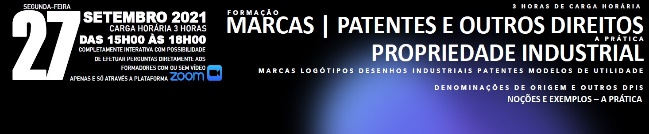 SEGUNDA-FEIRA
27
SETEMBRO 2021
CARGA HORÁRIA 3 HORAS
DAS 15H00 ÀS 18H00
COMPLETAMENTE INTERATIVA COM POSSIBILIDADE
DE EFETUAR PERGUNTAS DIRETAMENTE AOS
FORMADORES COM OU SEM VÍDEO
APENAS E SÓ ATRAVÉS A PLATAFORMA zoom
3 HORAS DE CARGA HORÁRIA
FORMAÇÃO
MARCAS | PATENTES E OUTROS DIREITOS
A PRÁTICA
PROPRIEDADE INDUSTRIAL
MARCAS LOGÓTIPOS DESENHOS INDUSTRIAIS PATENTES MODELOS DE UTILIDADE
DENOMINAÇÕES DE ORIGEM E OUTROS DPIS
NOÇÕES E EXEMPLOS – A PRÁTICA